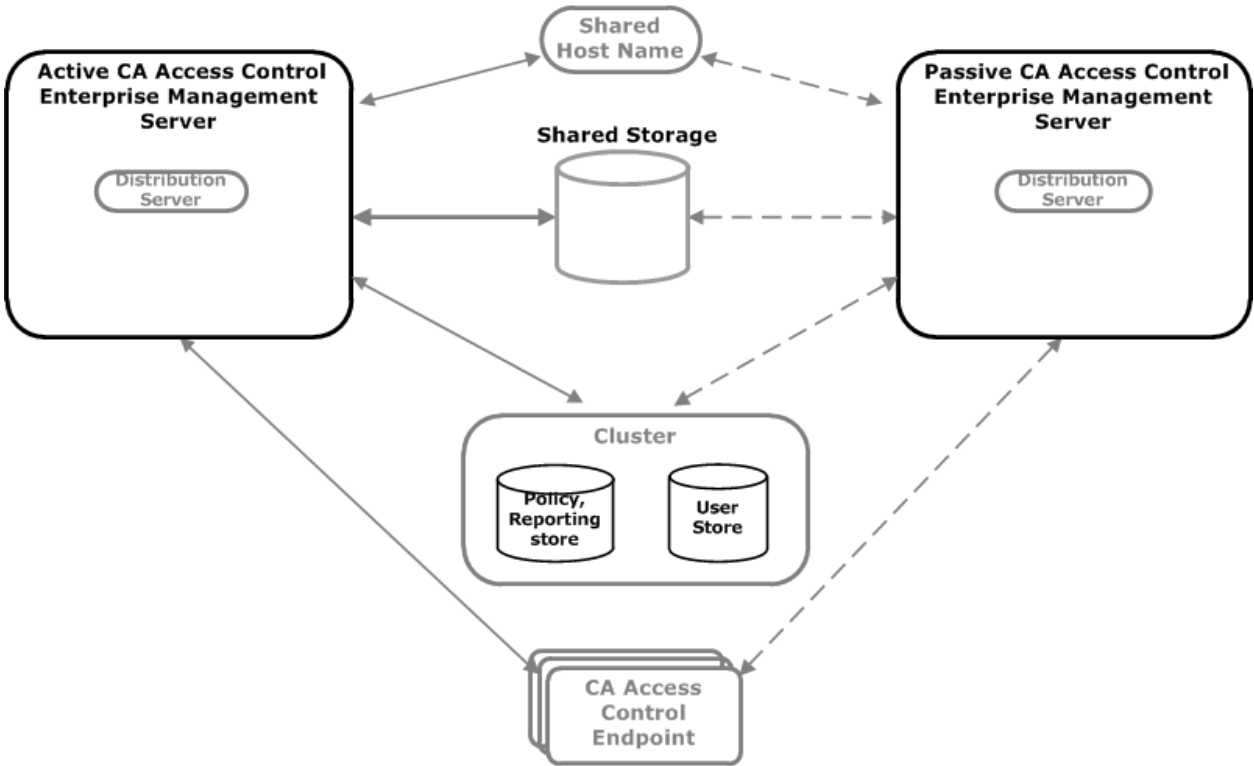 Shared
Host Name
Active CA Access Control
Enterprise Management
Server
Passive CA Access Control
Enterprise Management
Server
Shared Storage
Distribution
Server
Distribution
Server
Cluster
Policy,
Reporting
store
User
Store
CA Access
Control
Endpoint